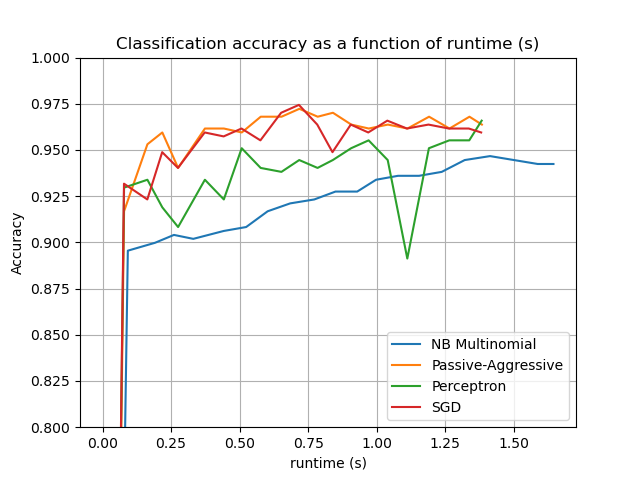 Classification accuracy as a function of runtime (s)
1.000
0.975
0.950
0.925
0.900
0.875
0.850
0.825
0.800
Accuracy
NB Multinomial
Passive-Aggressive
Perceptron
SGD
0.00 0.25 0.50 0.75 1.00 1.25 1.50
runtime (s)